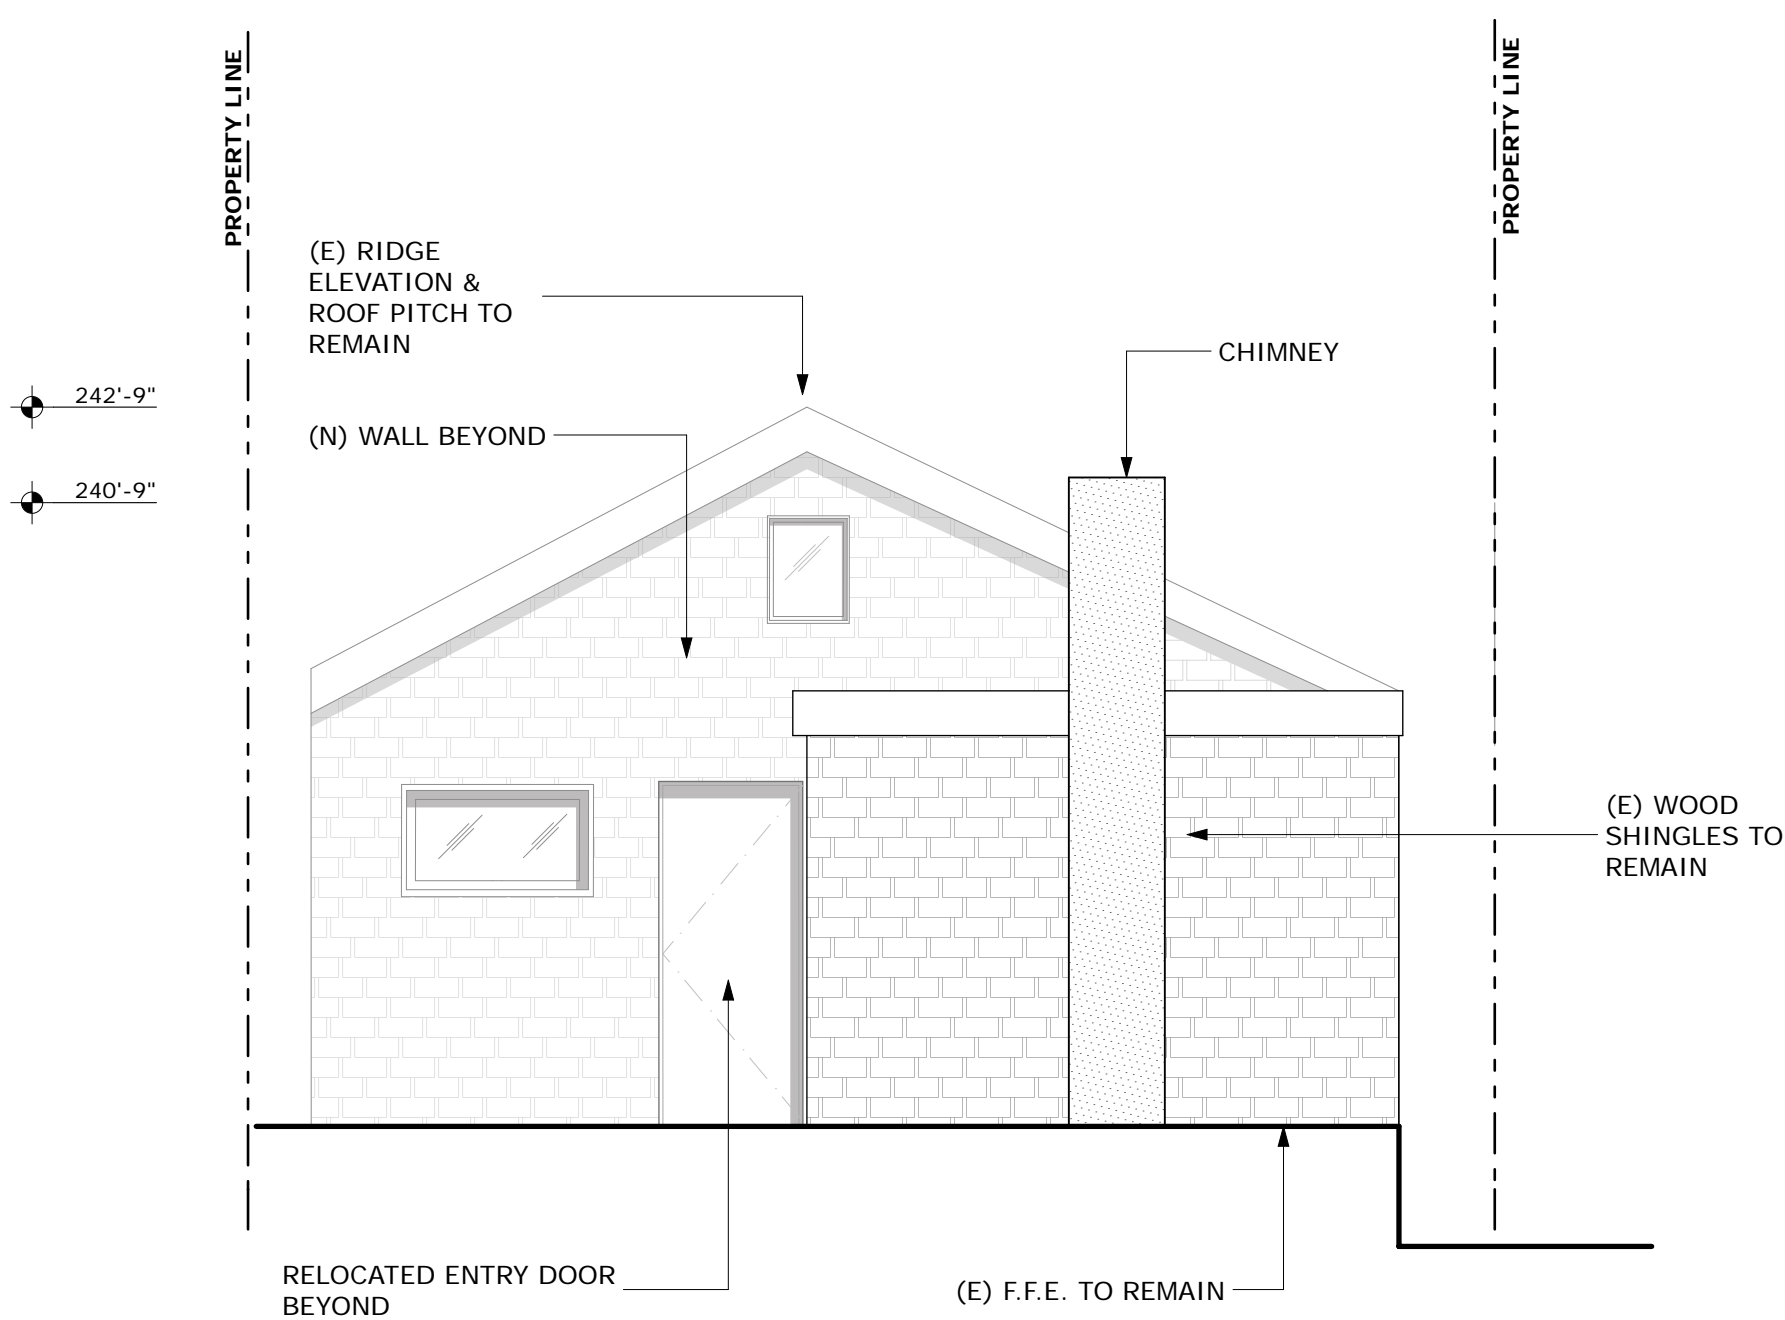 PROPERTY LINE
PROPERTY LINE
(E) RIDGE
ELEVATION &
ROOF PITCH TO
REMAIN
CHIMNEY
242'-9"
(N) WALL BEYOND
240'-9"
(E) WOOD
SHINGLES TO
REMAIN
RELOCATED ENTRY DOOR
BEYOND
(E) F.F.E. TO REMAIN